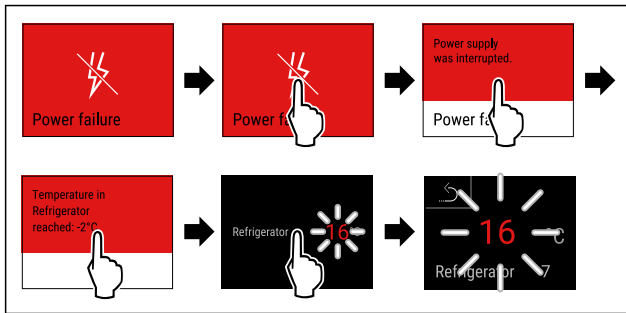 Power failure
Power f
Power supply
was interrupted.
Power fa
Temperature in
Refrigerator
reached: -2°C
Refrigerator
16°
16 °C
Refrigerator 7